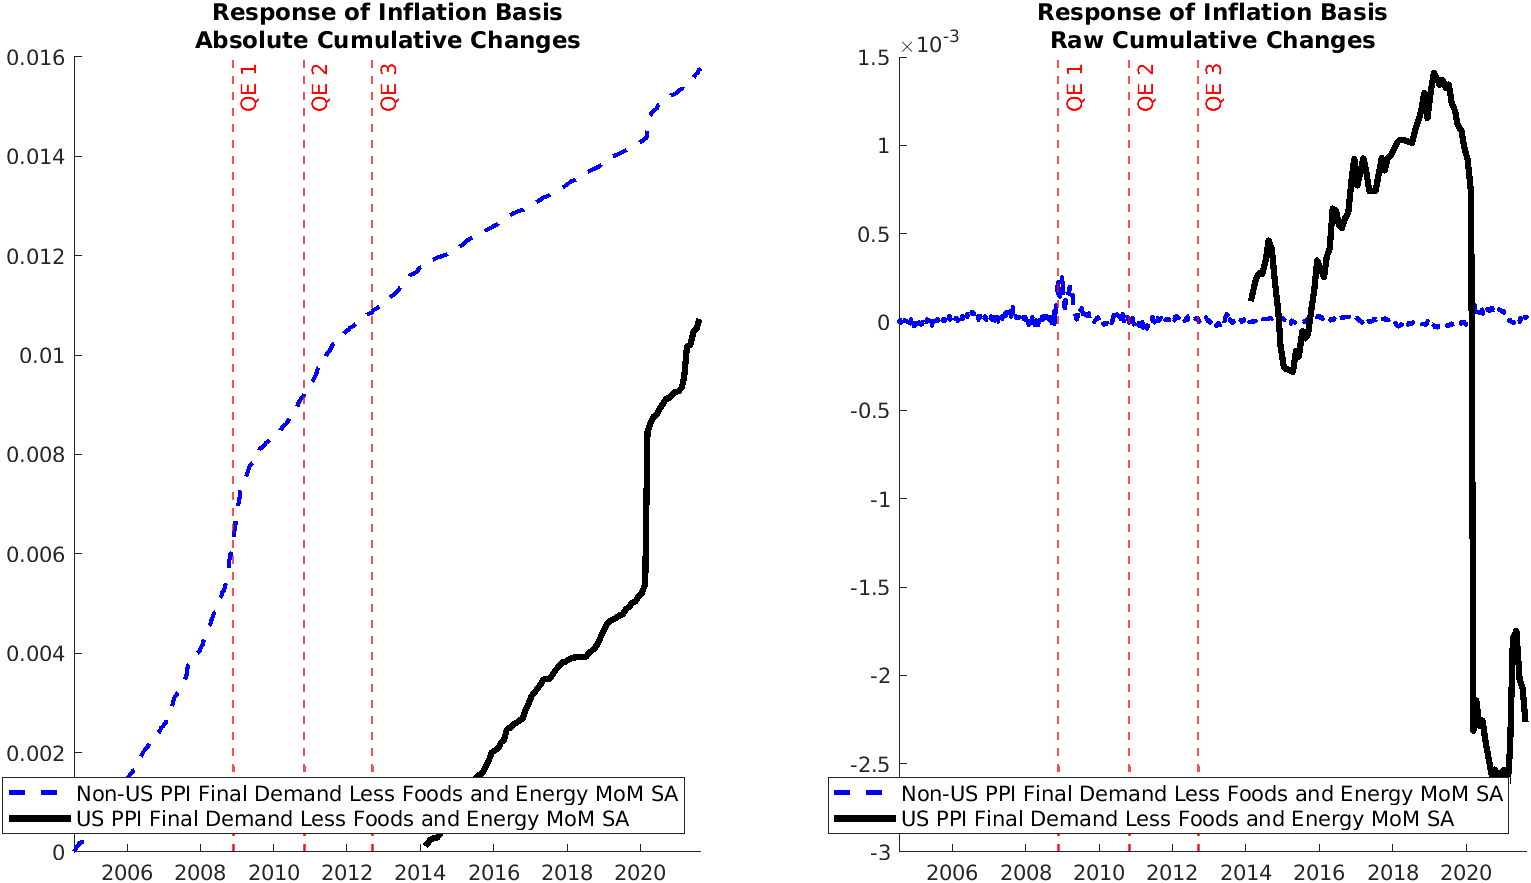 Response of Inflation Basis
Absolute Cumulative Changes
0.016
0.014
0.012
0.01
0.008
0.006
0.004
0.002
0
QE 1
QE 2
QE 3
Non-US PPI Final Demand Less Foods and Energy MoM SA
US PPI Final Demand Less Foods and Energy MoM SA
2006 2008 2010 2012 2014 2016 2018 2020
Response of Inflation Basis
Raw Cumulative Changes
×10-3
1.5
1
0.5
0
-0.5
-1
-1.5
-2
-2.5
-3
QE 1
QE 2
QE 3
Non-US PPI Final Demand Less Foods and Energy MoM SA
US PPI Final Demand Less Foods and Energy MoM SA
2006 2008 2010 2012 2014 2016 2018 2020